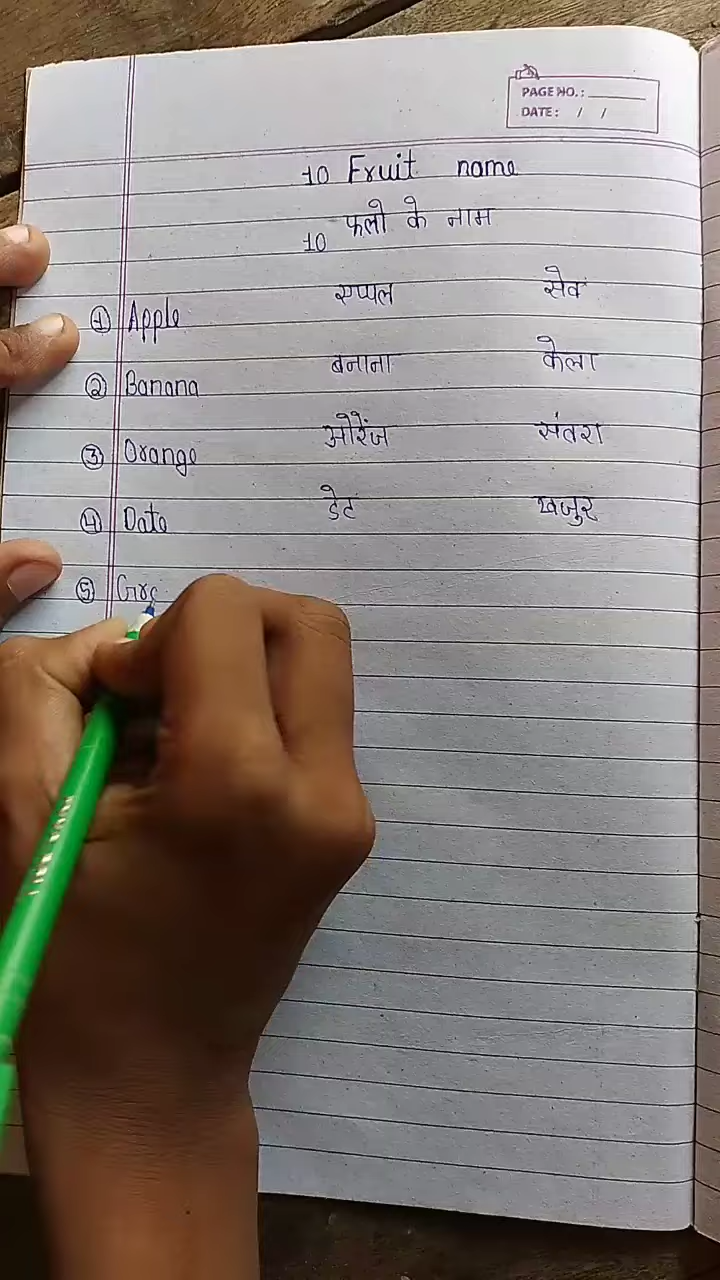 PAGE NO.:
DATE: / /
10 Fruit name
10 फलो के नाम
① Apple एप्पल सेव
② Banana बनाना केला
③ Orange ओरेंज संतरा
④ Date डेट खजुर
⑤ Gra